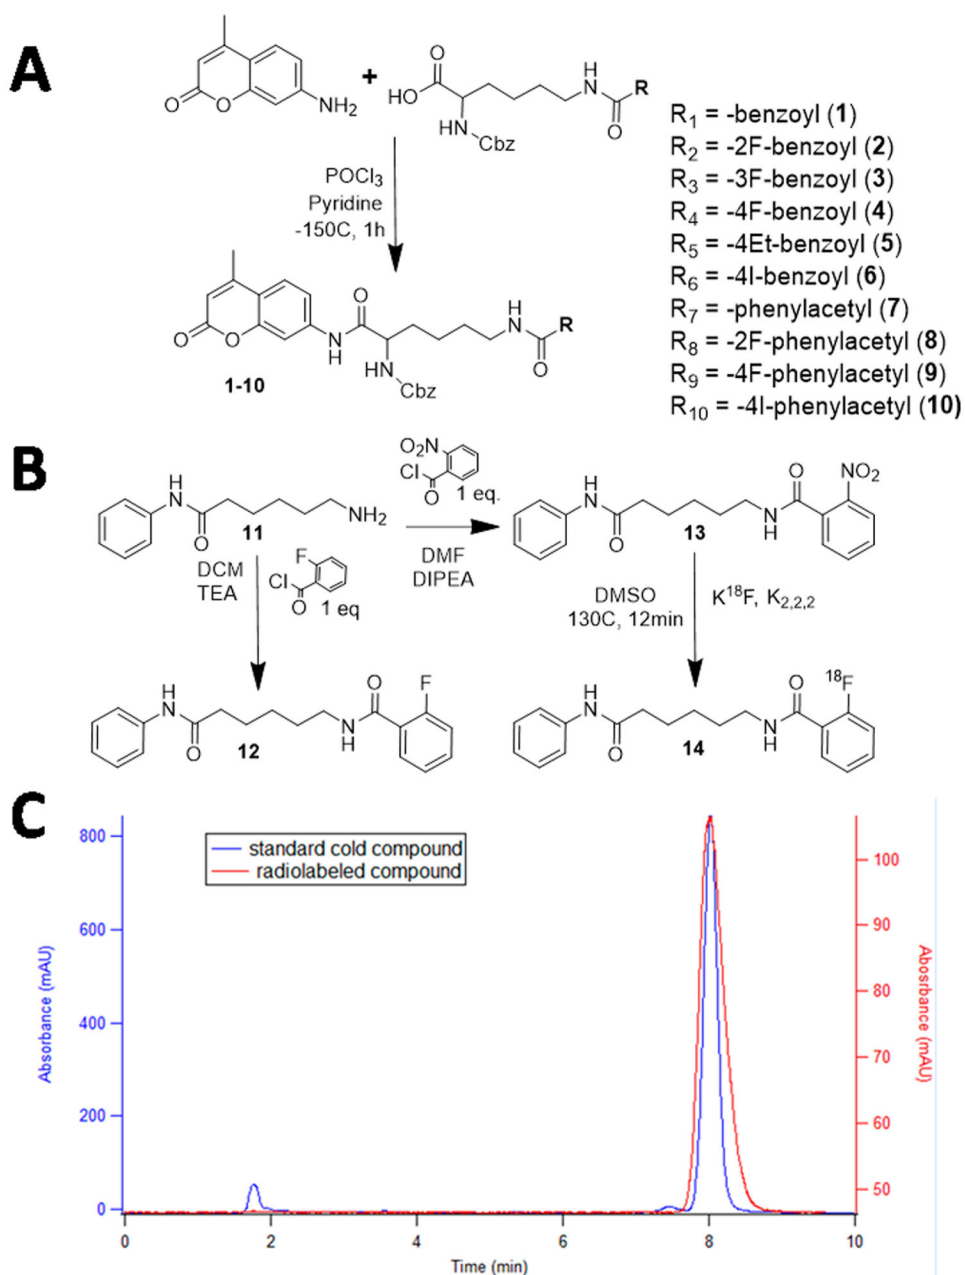 A
O
O
NH₂
+
O
HO
HN
Cbz
H
N
O
R
POCl₃
Pyridine
-150C, 1h
O
O
N
H
O
HN
Cbz
H
N
O
R
1-10
R₁ = -benzoyl (1)
R₂ = -2F-benzoyl (2)
R₃ = -3F-benzoyl (3)
R₄ = -4F-benzoyl (4)
R₅ = -4Et-benzoyl (5)
R₆ = -4I-benzoyl (6)
R₇ = -phenylacetyl (7)
R₈ = -2F-phenylacetyl (8)
R₉ = -4F-phenylacetyl (9)
R₁₀ = -4I-phenylacetyl (10)
B
H
N
O
NH₂
11
O₂N
Cl
O
1 eq.
DMF
DIPEA
H
N
O
N
H
O
NO₂
13
DCM
TEA
F
Cl
O
1 eq
DMSO
130C, 12min
K¹⁸F, K₂,₂,₂
H
N
O
N
H
O
F
12
H
N
O
N
H
O
¹⁸F
14
C
standard cold compound
radiolabeled compound
Absorbance (mAU)
800
600
400
200
0
Abosrbance (mAU)
100
90
80
70
60
50
0 2 4 6 8 10
Time (min)